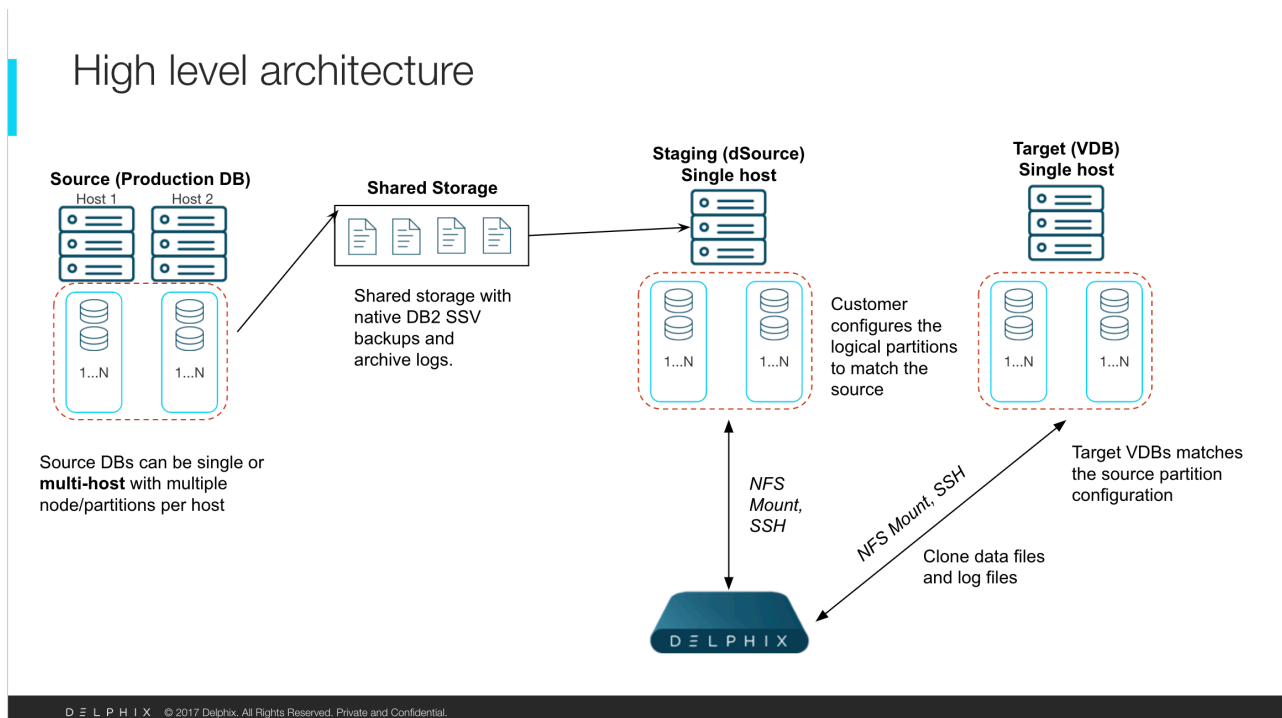 High level architecture
Source (Production DB)
Host 1
Host 2
1...N
1...N
Source DBs can be single or
multi-host with multiple
node/partitions per host
Shared Storage
Shared storage with
native DB2 SSV
backups and
archive logs.
Staging (dSource)
Single host
1...N
1...N
Customer
configures the
logical partitions
to match the
source
Target (VDB)
Single host
1...N
1...N
Target VDBs matches
the source partition
configuration
NFS
Mount,
SSH
NFS Mount, SSH
Clone data files
and log files
DELPHIX
DELPHIX © 2017 Delphix. All Rights Reserved. Private and Confidential.